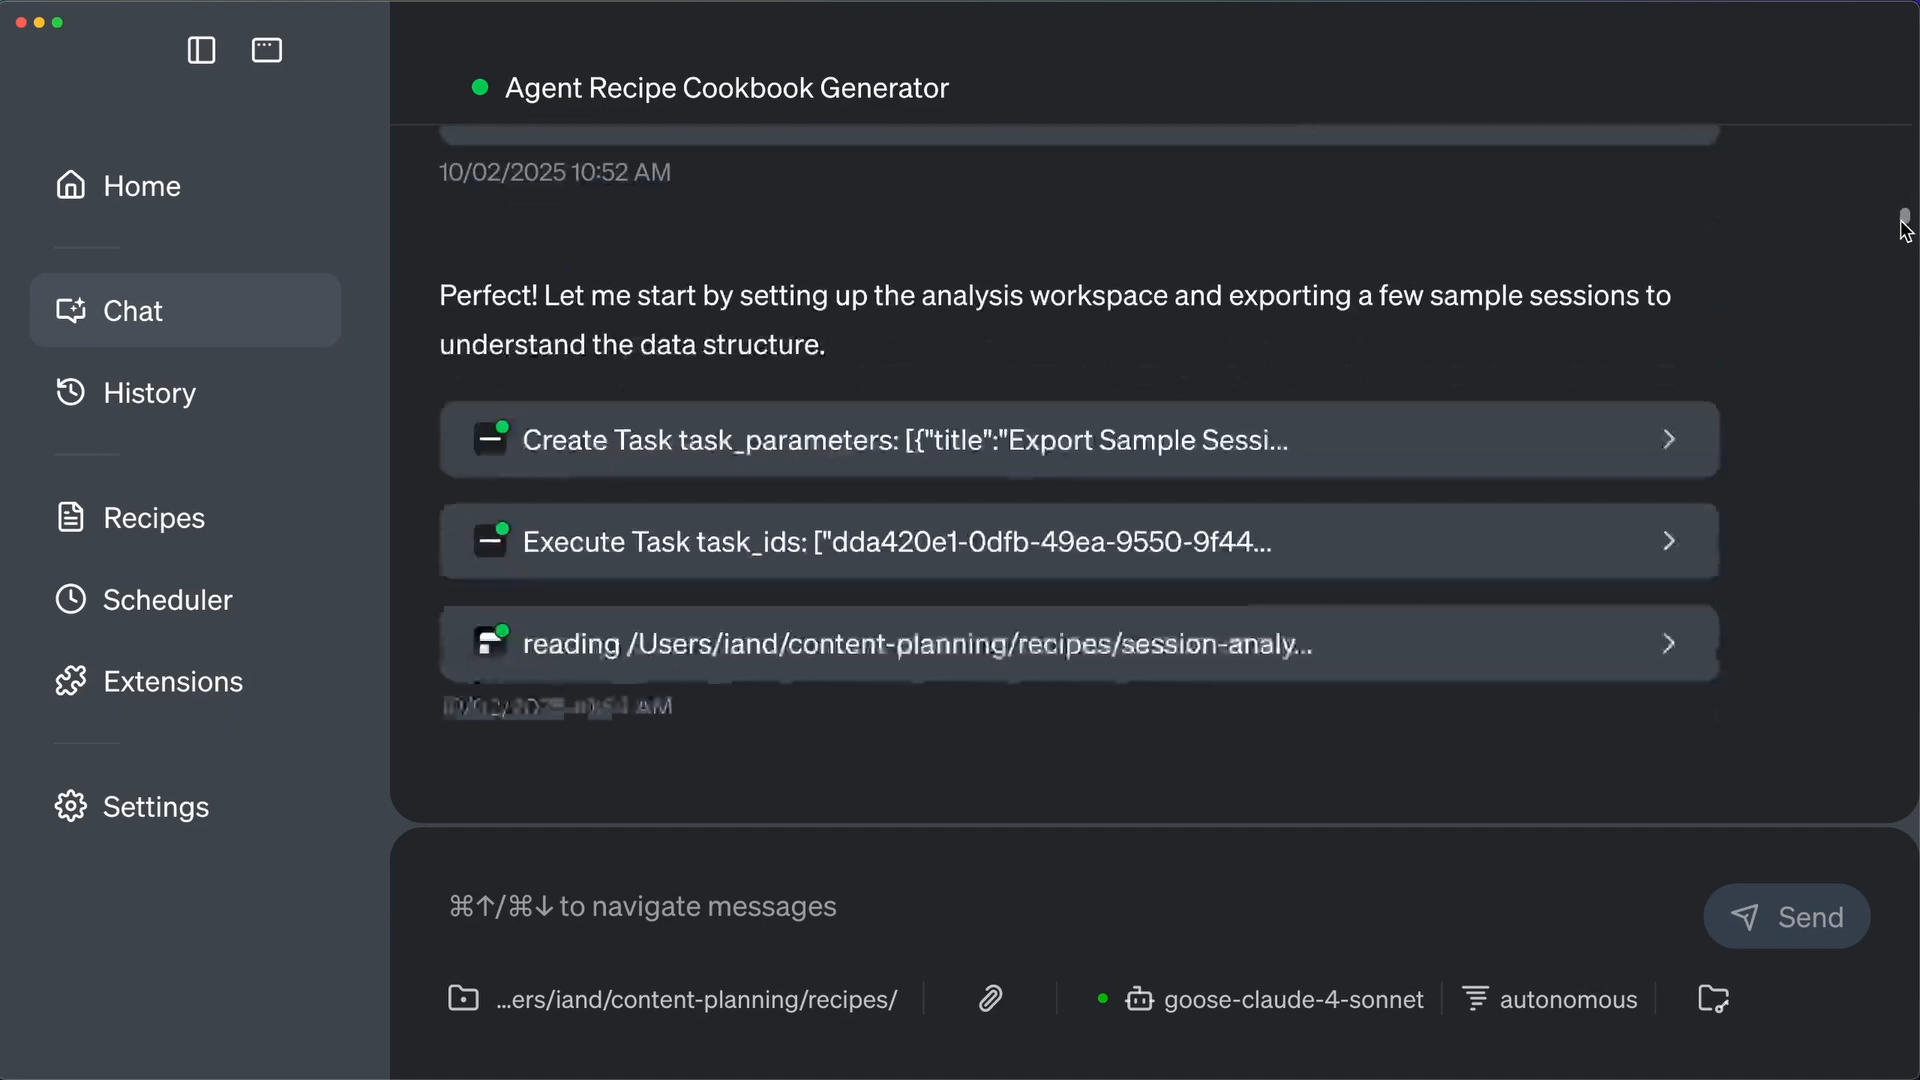 Agent Recipe Cookbook Generator
10/02/2025 10:52 AM
Home
Chat
History
Recipes
Scheduler
Extensions
Settings
Perfect! Let me start by setting up the analysis workspace and exporting a few sample sessions to
understand the data structure.
Create Task task_parameters: [{"title":"Export Sample Sessi...
Execute Task task_ids: ["dda420e1-0dfb-49ea-9550-9f44...
reading /Users/iand/content-planning/recipes/session-analy...
AM
⌘↑/⌘↓ to navigate messages
Send
...ers/iand/content-planning/recipes/
goose-claude-4-sonnet
autonomous